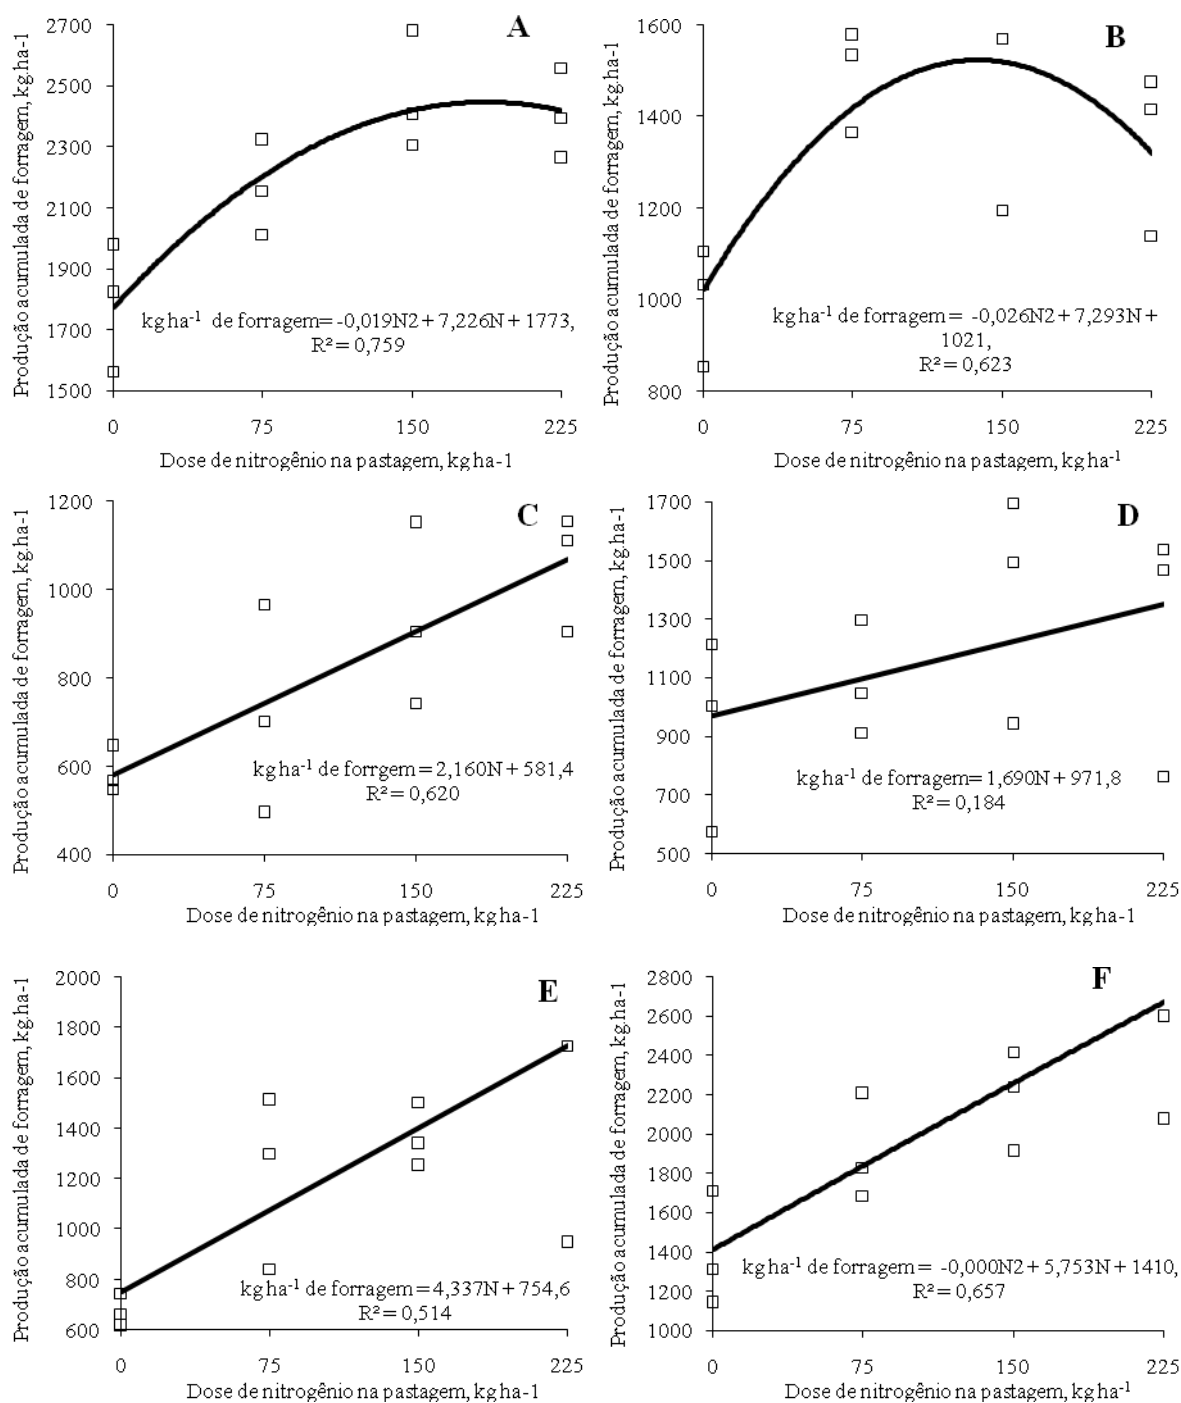 A
Produção acumulada de forragem, kg.ha-1
2700
2500
2300
2100
1900
1700
1500
kg ha-1 de forragem = -0,019N2 + 7,226N + 1773,
R² = 0,759
0 75 150 225
Dose de nitrogênio na pastagem, kg ha-1
B
Produção acumulada de forragem, kg.ha-1
1600
1400
1200
1000
800
kg ha-1 de forragem = -0,026N2 + 7,293N +
1021,
R² = 0,623
0 75 150 225
Dose de nitrogênio na pastagem, kg ha-1
C
Produção acumulada de forragem, kg.ha-1
1200
1000
800
600
400
kg ha-1 de forrgem = 2,160N + 581,4
R² = 0,620
0 75 150 225
Dose de nitrogênio na pastagem, kg ha-1
D
Produção acumulada de forragem, kg.ha-1
1700
1500
1300
1100
900
700
500
kg ha-1 de forragem = 1,690N + 971,8
R² = 0,184
0 75 150 225
Dose de nitrogênio na pastagem, kg ha-1
E
Produção acumulada de forragem, kg.ha-1
2000
1800
1600
1400
1200
1000
800
600
kg ha-1 de forragem = 4,337N + 754,6
R² = 0,514
0 75 150 225
Dose de nitrogênio na pastagem, kg ha-1
F
Produção acumulada de forragem, kg.ha-1
2800
2600
2400
2200
2000
1800
1600
1400
1200
1000
kg ha-1 de forragem = -0,000N2 + 5,753N + 1410,
R² = 0,657
0 75 150 225
Dose de nitrogênio na pastagem, kg ha-1